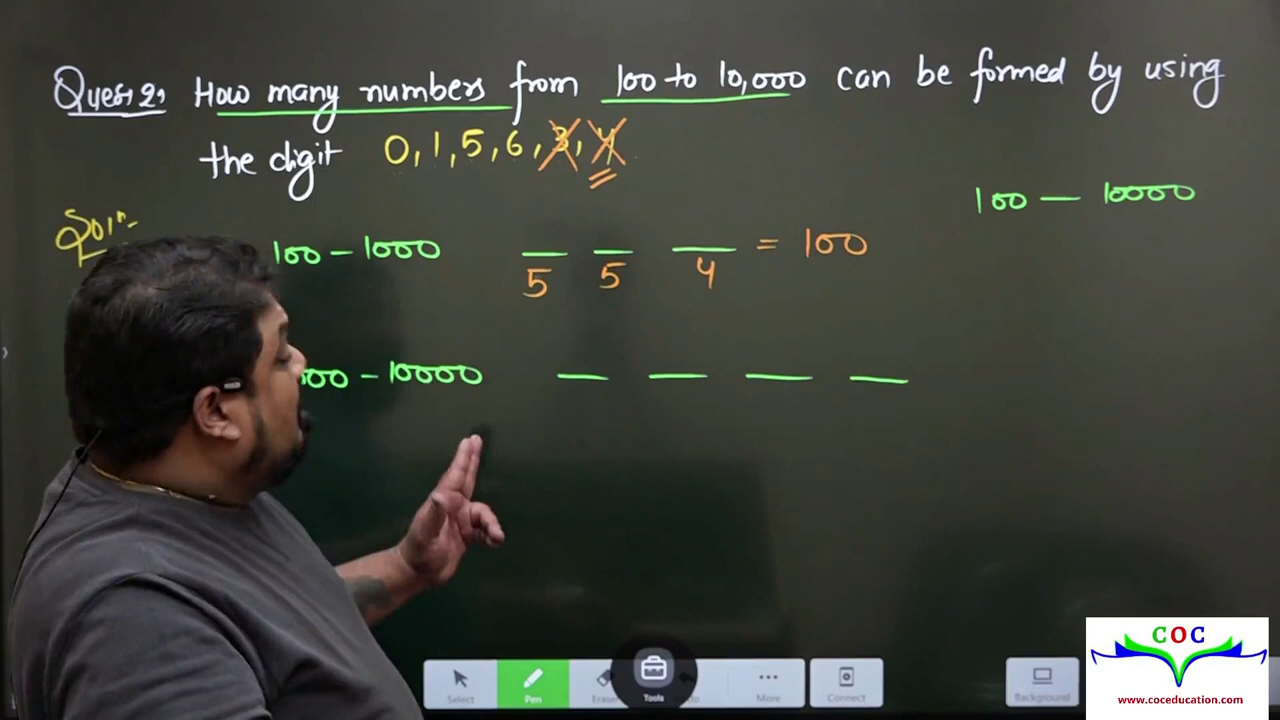 Ques:2, How many numbers from 100 to 10,000 can be formed by using
the digit 0, 1, 5, 6, 3, 4
Solⁿ:-
100 - 1000 _ _ _ = 100
5 5 4
100 — 10000
000 - 10000 _ _ _ _
Select
Pen
Tools
More
Connect
Background
COC
www.coceducation.com